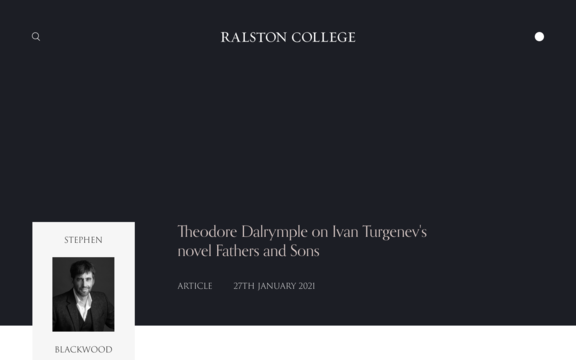 RALSTON COLLEGE
Theodore Dalrymple on Ivan Turgenev's
novel Fathers and Sons
ARTICLE 27TH JANUARY 2021
STEPHEN
BLACKWOOD